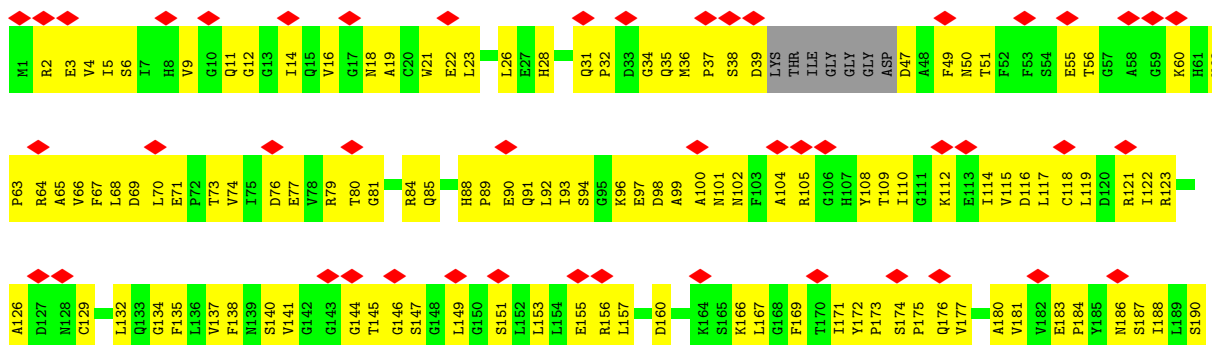 M1 R2 E3 V4 I5 S6 I7 H8 V9 G10 Q11 G12 G13 I14 Q15 V16 G17 N18 A19 C20 W21 E22 L23 L26 E27 H28 Q31 P32 D33 G34 Q35 M36 P37 S38 D39 LYS THR ILE GLY GLY GLY ASP D47 A48 F49 N50 T51 F52 F53 S54 E55 T56 G57 A58 G59 K60 H61
P63 R64 A65 V66 F67 L68 D69 L70 E71 P72 T73 V74 I75 D76 E77 V78 R79 T80 G81 R84 Q85 H88 P89 E90 Q91 L92 I93 S94 G95 K96 E97 D98 A99 A100 N101 N102 F103 A104 R105 G106 H107 Y108 T109 I110 G111 K112 E113 I114 V115 D116 L117 C118 L119 D120 R121 I122 R123
A126 D127 N128 C129 L132 Q133 G134 F135 L136 V137 F138 N139 S140 V141 G142 G143 G144 T145 G146 S147 G148 L149 G150 S151 L152 L153 L154 E155 R156 L157 D160 K164 S165 K166 L167 G168 F169 T170 I171 Y172 P173 S174 P175 Q176 V177 A180 V181 V182 E183 P184 Y185 N186 S187 I188 L189 S190